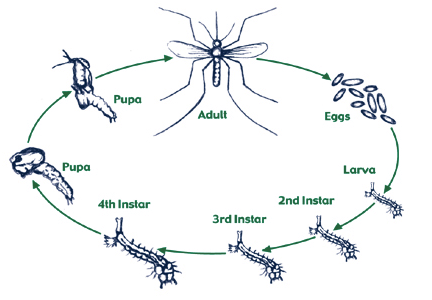 Pupa
Adult
Eggs
Pupa
Larva
4th Instar
3rd Instar
2nd Instar